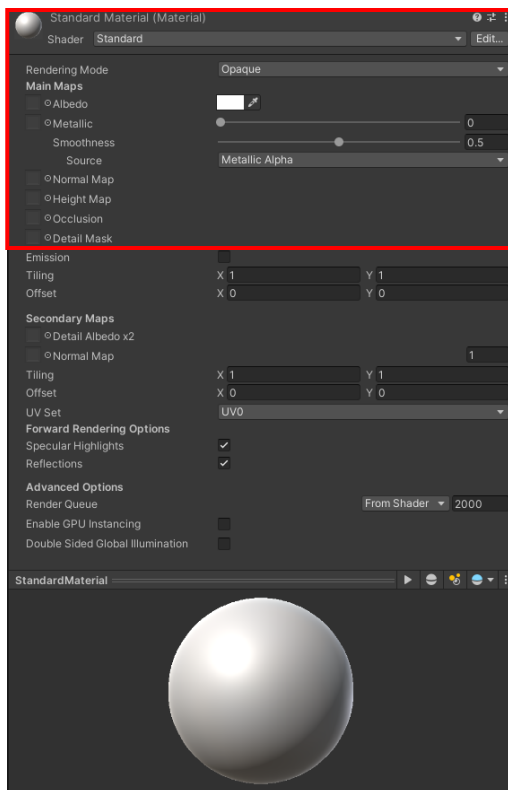 Standard Material (Material)
Shader Standard Edit...
Rendering Mode Opaque
Main Maps
Albedo
Metallic 0
Smoothness 0.5
Source Metallic Alpha
Normal Map
Height Map
Occlusion
Detail Mask
Emission
Tiling X 1 Y 1
Offset X 0 Y 0
Secondary Maps
Detail Albedo x2
Normal Map 1
Tiling X 1 Y 1
Offset X 0 Y 0
UV Set UV0
Forward Rendering Options
Specular Highlights
Reflections
Advanced Options
Render Queue From Shader 2000
Enable GPU Instancing
Double Sided Global Illumination
StandardMaterial